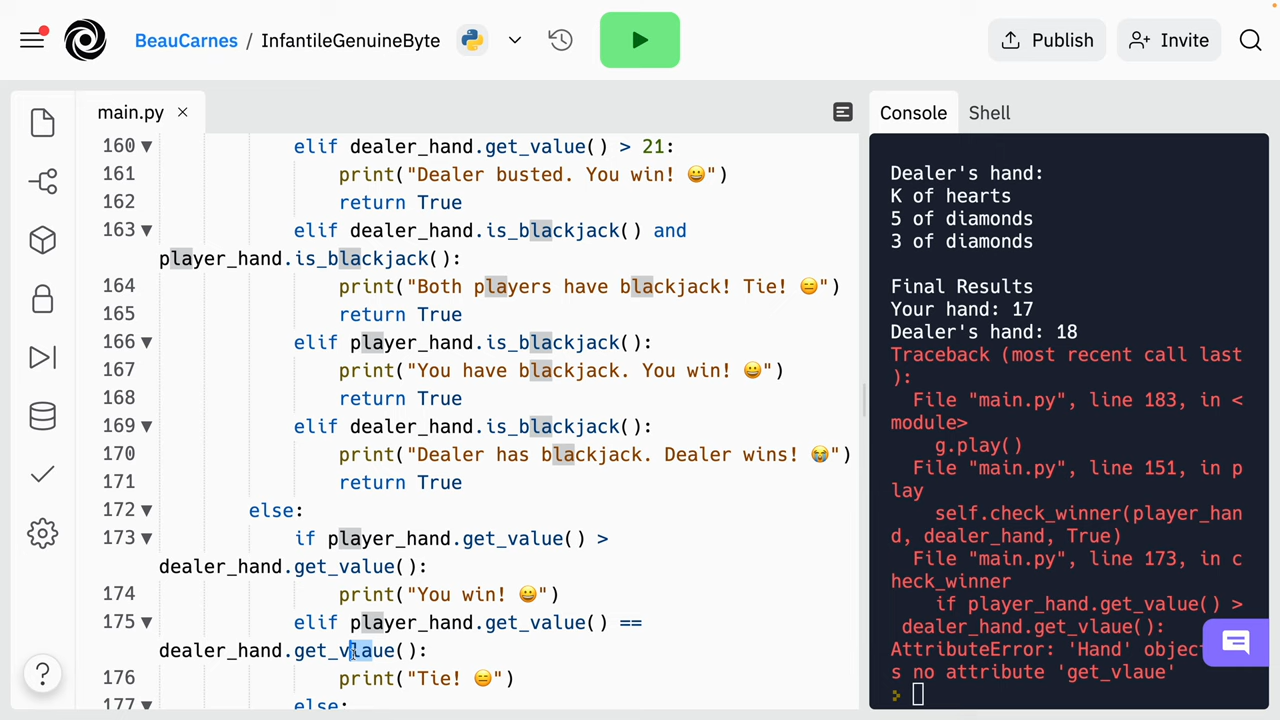 BeauCarnes / InfantileGenuineByte
Publish
Invite
main.py ×
Console
Shell
160 elif dealer_hand.get_value() > 21:
161 print("Dealer busted. You win! 😀")
162 return True
163 elif dealer_hand.is_blackjack() and
player_hand.is_blackjack():
164 print("Both players have blackjack! Tie! 😑")
165 return True
166 elif player_hand.is_blackjack():
167 print("You have blackjack. You win! 😀")
168 return True
169 elif dealer_hand.is_blackjack():
170 print("Dealer has blackjack. Dealer wins! 😭")
171 return True
172 else:
173 if player_hand.get_value() >
dealer_hand.get_value():
174 print("You win! 😀")
175 elif player_hand.get_value() ==
dealer_hand.get_vlaue():
176 print("Tie! 😑")
177 else:
?
Dealer's hand:
K of hearts
5 of diamonds
3 of diamonds
Final Results
Your hand: 17
Dealer's hand: 18
Traceback (most recent call last
):
File "main.py", line 183, in <
module>
g.play()
File "main.py", line 151, in p
lay
self.check_winner(player_han
d, dealer_hand, True)
File "main.py", line 173, in c
heck_winner
if player_hand.get_value() >
dealer_hand.get_vlaue():
AttributeError: 'Hand' object
s no attribute 'get_vlaue'